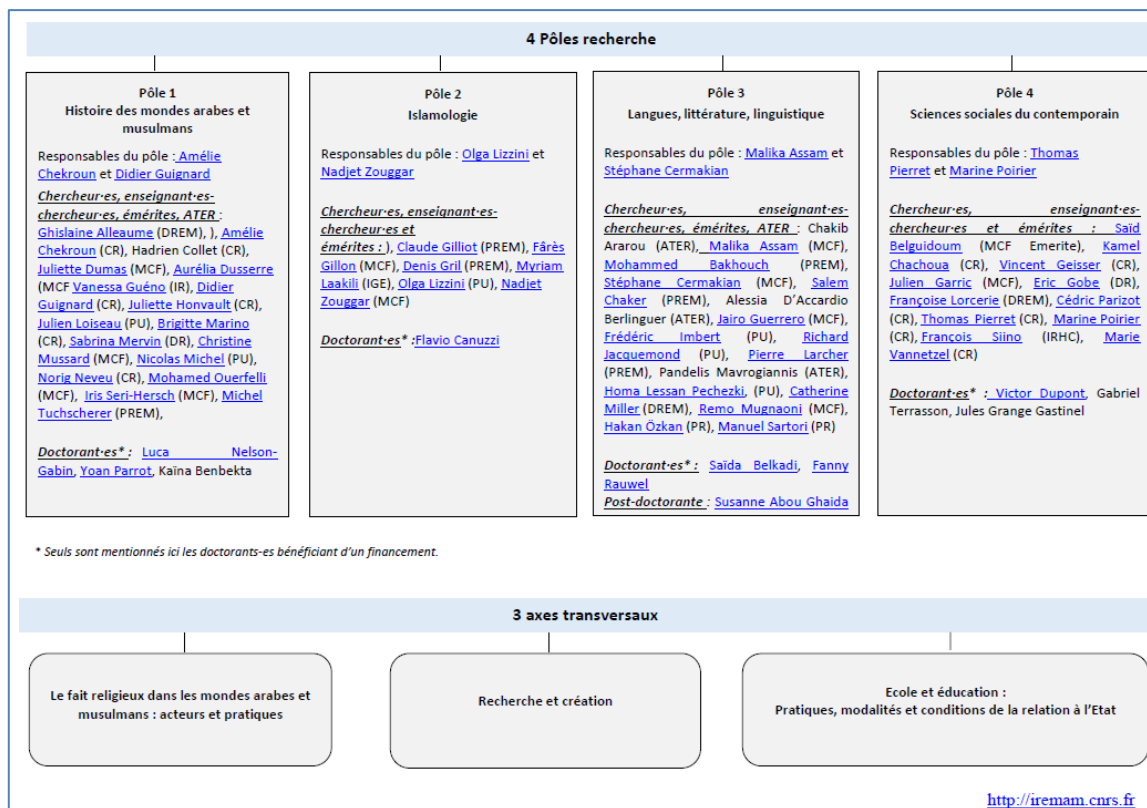 4 Pôles recherche
Pôle 1
Histoire des mondes arabes et
musulmans
Responsables du pôle : Amélie
Chekroun et Didier Guignard
Chercheur·es, enseignant·es-
chercheur·es, émérites, ATER :
Ghislaine Alleaume (DREM), ), Amélie
Chekroun (CR), Hadrien Collet (CR),
Juliette Dumas (MCF), Aurélia Dusserre
(MCF Vanessa Guéno (IR), Didier
Guignard (CR), Juliette Honvault (CR),
Julien Loiseau (PU), Brigitte Marino
(CR), Sabrina Mervin (DR), Christine
Mussard (MCF), Nicolas Michel (PU),
Norig Neveu (CR), Mohamed Ouerfelli
(MCF), Iris Seri-Hersch (MCF), Michel
Tuchscherer (PREM),
Doctorant·es* : Luca Nelson-
Gabin, Yoan Parrot, Kaïna Benbekta
Pôle 2
Islamologie
Responsables du pôle : Olga Lizzini et
Nadjet Zouggar
Chercheur·es, enseignant·es-
chercheur·es et
émérites : ), Claude Gilliot (PREM), Fârès
Gillon (MCF), Denis Gril (PREM), Myriam
Laakili (IGE), Olga Lizzini (PU), Nadjet
Zouggar (MCF)
Doctorant·es* :Flavio Canuzzi
Pôle 3
Langues, littérature, linguistique
Responsables du pôle : Malika Assam et
Stéphane Cermakian
Chercheur·es, enseignant·es-
chercheur·es, émérites, ATER : Chakib
Ararou (ATER), Malika Assam (MCF),
Mohammed Bakhouch (PREM),
Stéphane Cermakian (MCF), Salem
Chaker (PREM), Alessia D’Accardio
Berlinguer (ATER), Jairo Guerrero (MCF),
Frédéric Imbert (PU), Richard
Jacquemond (PU), Pierre Larcher
(PREM), Pandelis Mavrogiannis (ATER),
Homa Lessan Pechezki, (PU), Catherine
Miller (DREM), Remo Mugnaoni (MCF),
Hakan Özkan (PR), Manuel Sartori (PR)
Doctorant·es* : Saïda Belkadi, Fanny
Rauwel
Post-doctorante : Susanne Abou Ghaida
Pôle 4
Sciences sociales du contemporain
Responsables du pôle : Thomas
Pierret et Marine Poirier
Chercheur·es, enseignant·es-
chercheur·es et émérites : Saïd
Belguidoum (MCF Emerite), Kamel
Chachoua (CR), Vincent Geisser (CR),
Julien Garric (MCF), Eric Gobe (DR),
Françoise Lorcerie (DREM), Cédric Parizot
(CR), Thomas Pierret (CR), Marine Poirier
(CR), François Siino (IRHC), Marie
Vannetzel (CR)
Doctorant·es* : Victor Dupont, Gabriel
Terrasson, Jules Grange Gastinel
* Seuls sont mentionnés ici les doctorants-es bénéficiant d’un financement.
3 axes transversaux
Le fait religieux dans les mondes arabes et
musulmans : acteurs et pratiques
Recherche et création
Ecole et éducation :
Pratiques, modalités et conditions de la relation à l’Etat
http://iremam.cnrs.fr